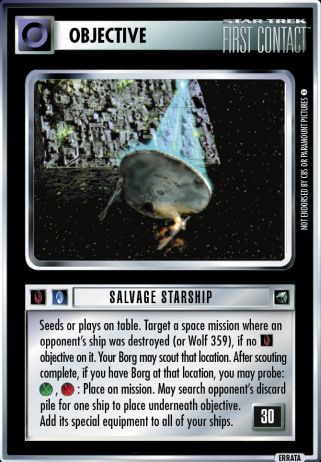 OBJECTIVE
STAR TREK
FIRST CONTACT
NOT ENDORSED BY CBS OR PARAMOUNT PICTURES
SALVAGE STARSHIP
Seeds or plays on table. Target a space mission where an
opponent's ship was destroyed (or Wolf 359), if no
objective on it. Your Borg may scout that location. After scouting
complete, if you have Borg at that location, you may probe:
, : Place on mission. May search opponent's discard
pile for one ship to place underneath objective.
Add its special equipment to all of your ships.
30
ERRATA